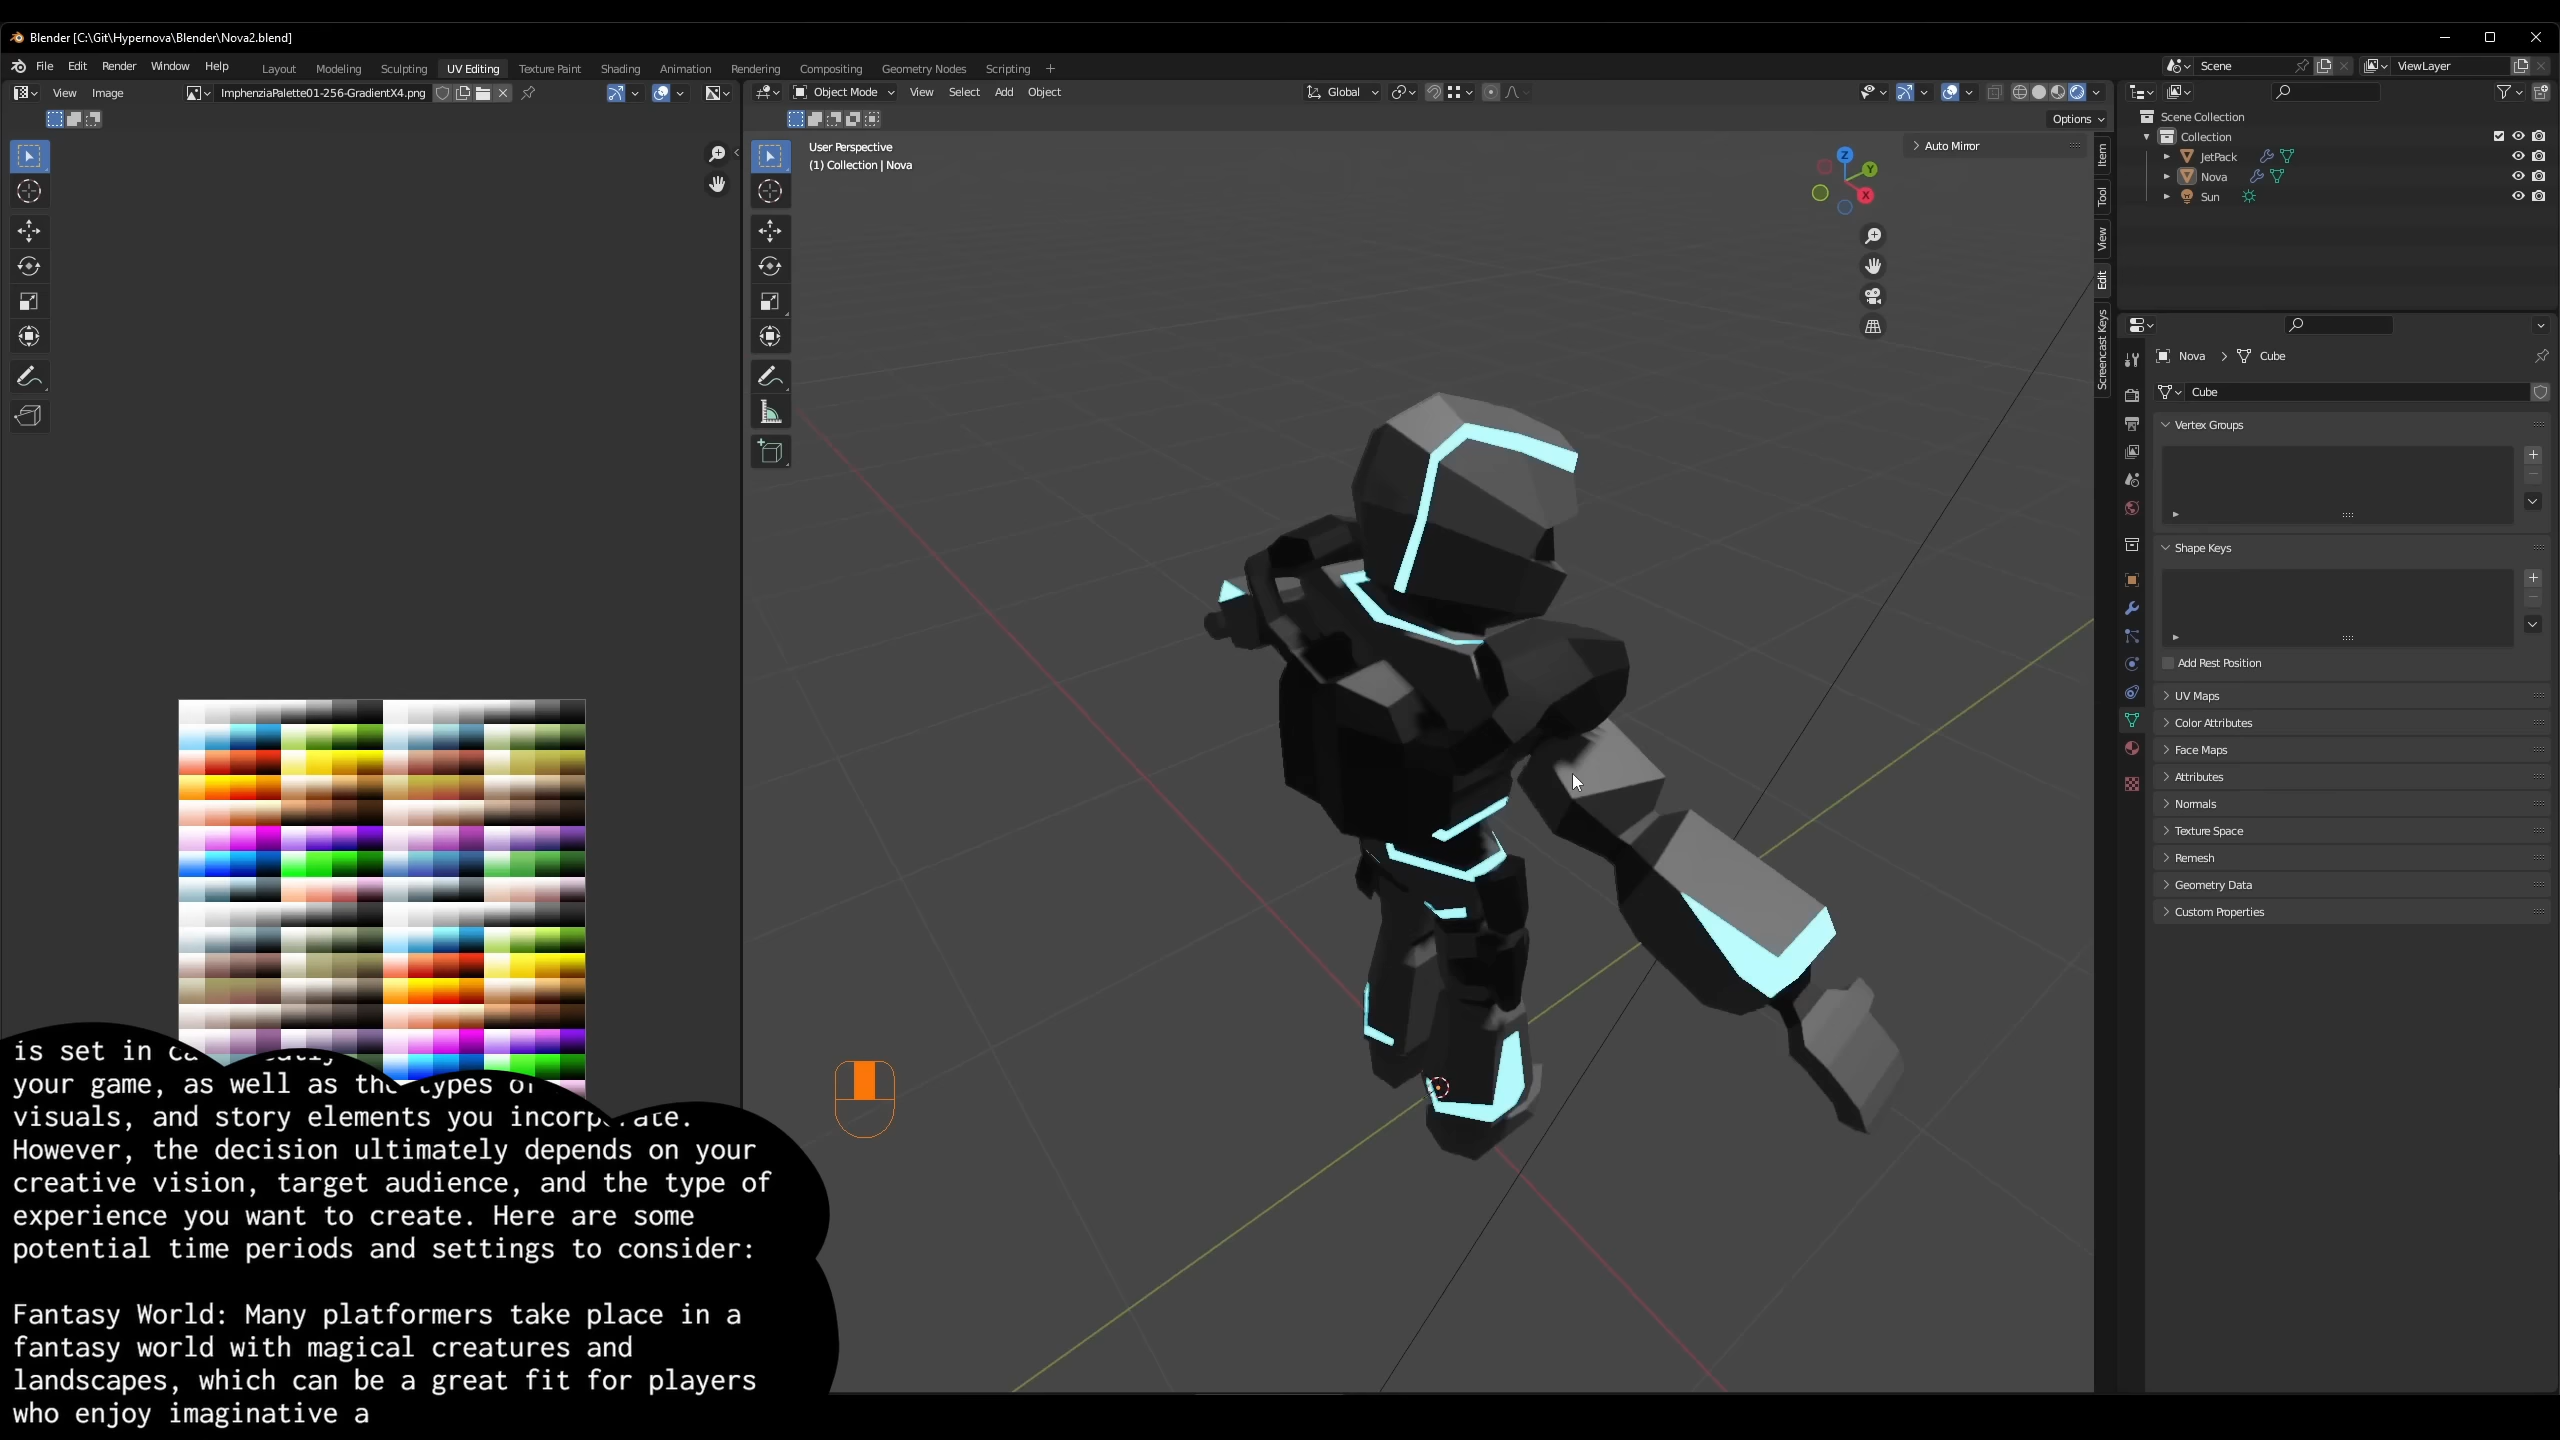 Blender [C:\Git\Hypernova\Blender\Nova2.blend]
File Edit Render Window Help
Layout Modeling Sculpting UV Editing Texture Paint Shading Animation Rendering Compositing Geometry Nodes Scripting
Scene
ViewLayer
View Image
ImphenziaPalette01-256-GradientX4.png
Object Mode
View Select Add Object
Global
Options
User Perspective
(1) Collection | Nova
Auto Mirror
Z
Y
X
Item
Tool
View
Edit
Screencast Keys
Scene Collection
Collection
JetPack
Nova
Sun
Nova > Cube
Cube
Vertex Groups
Shape Keys
Add Rest Position
UV Maps
Color Attributes
Face Maps
Attributes
Normals
Texture Space
Remesh
Geometry Data
Custom Properties
is set in
your game, as well as the types of
visuals, and story elements you incorporate.
However, the decision ultimately depends on your
creative vision, target audience, and the type of
experience you want to create. Here are some
potential time periods and settings to consider:
Fantasy World: Many platformers take place in a
fantasy world with magical creatures and
landscapes, which can be a great fit for players
who enjoy imaginative a